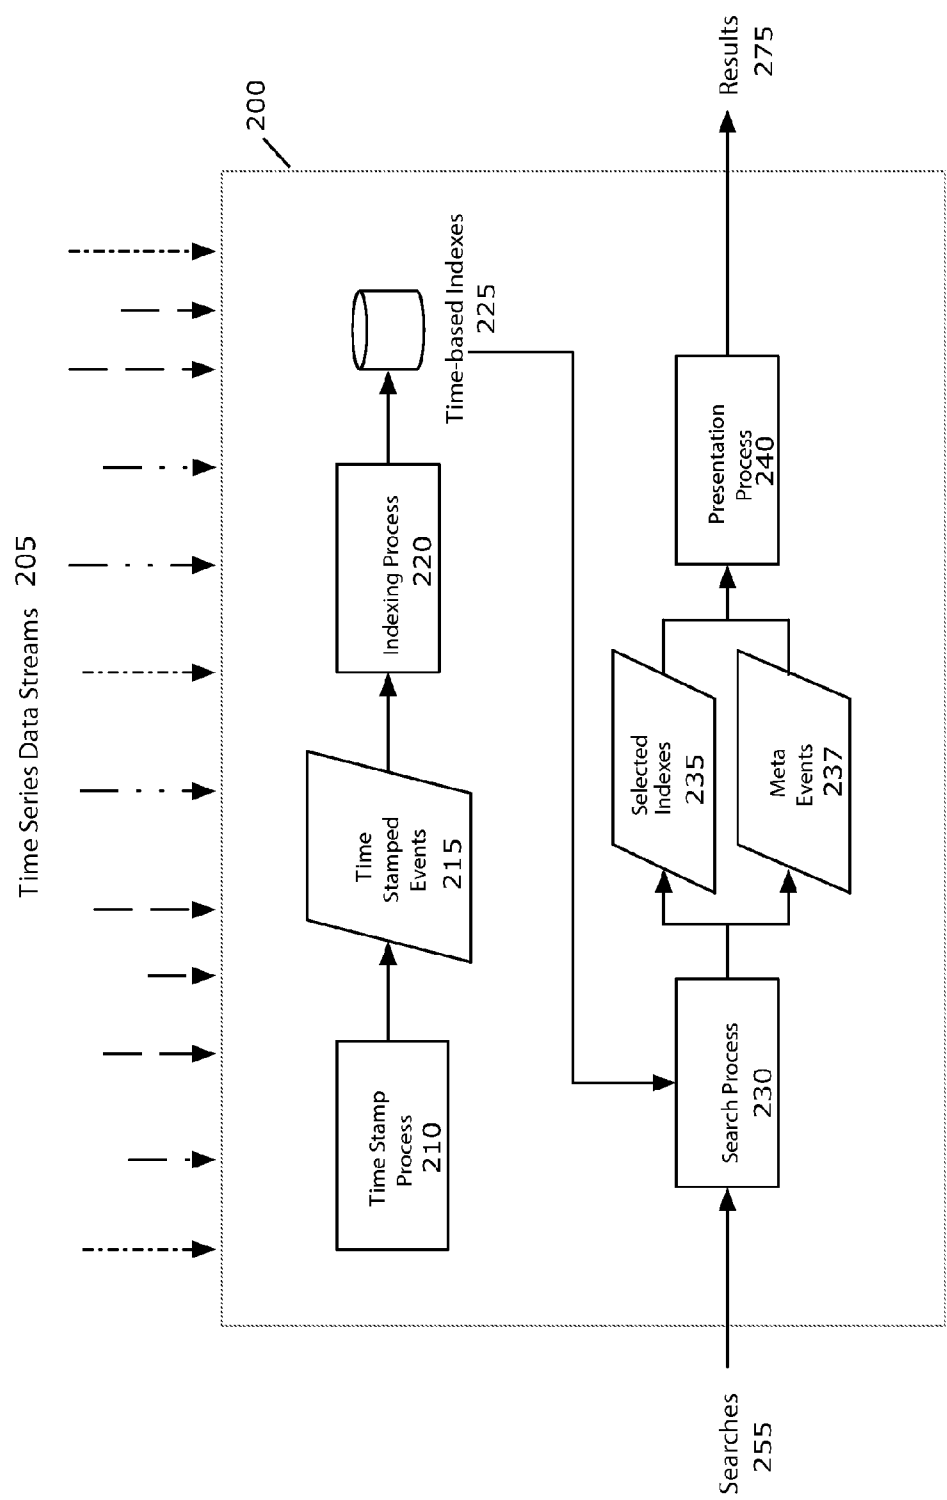 Time Series Data Streams 205
200
Time Stamp
Process
210
Time
Stamped
Events
215
Indexing Process
220
Time-based Indexes
225
Searches
255
Search Process
230
Selected
Indexes
235
Meta
Events
237
Presentation
Process
240
Results
275